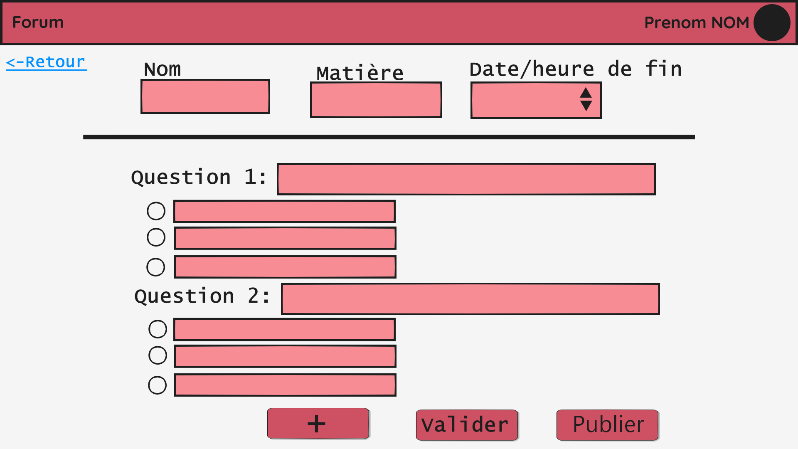 Forum Prenom NOM
<-Retour
Nom Matière Date/heure de fin
Question 1:
Question 2:
+ Valider Publier